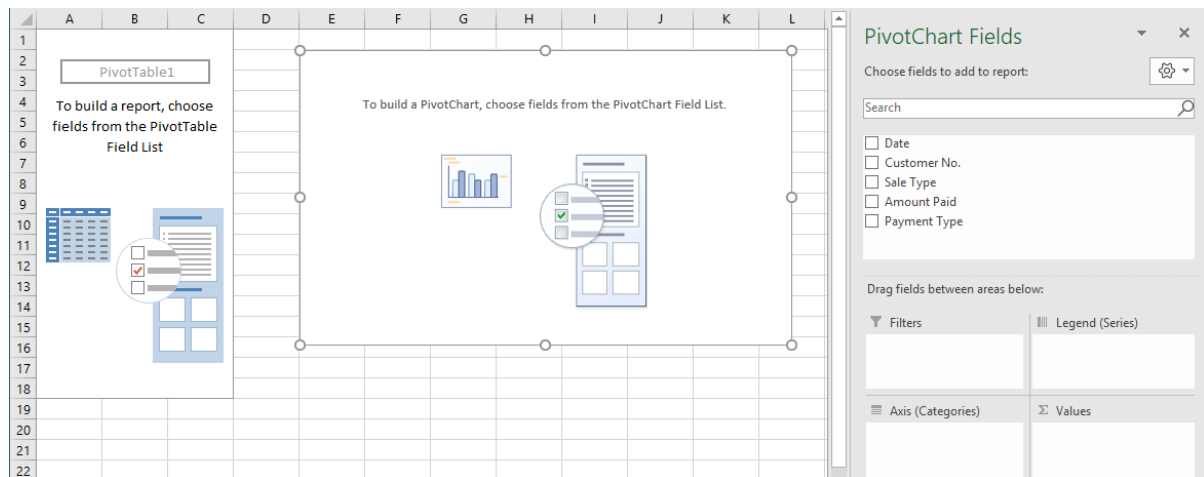 A B C D E F G H I J K L
1
2
3
4
5
6
7
8
9
10
11
12
13
14
15
16
17
18
19
20
21
22
PivotTable1
To build a report, choose
fields from the PivotTable
Field List
To build a PivotChart, choose fields from the PivotChart Field List.
PivotChart Fields
Choose fields to add to report:
Search
Date
Customer No.
Sale Type
Amount Paid
Payment Type
Drag fields between areas below:
Filters
Legend (Series)
Axis (Categories)
Σ Values